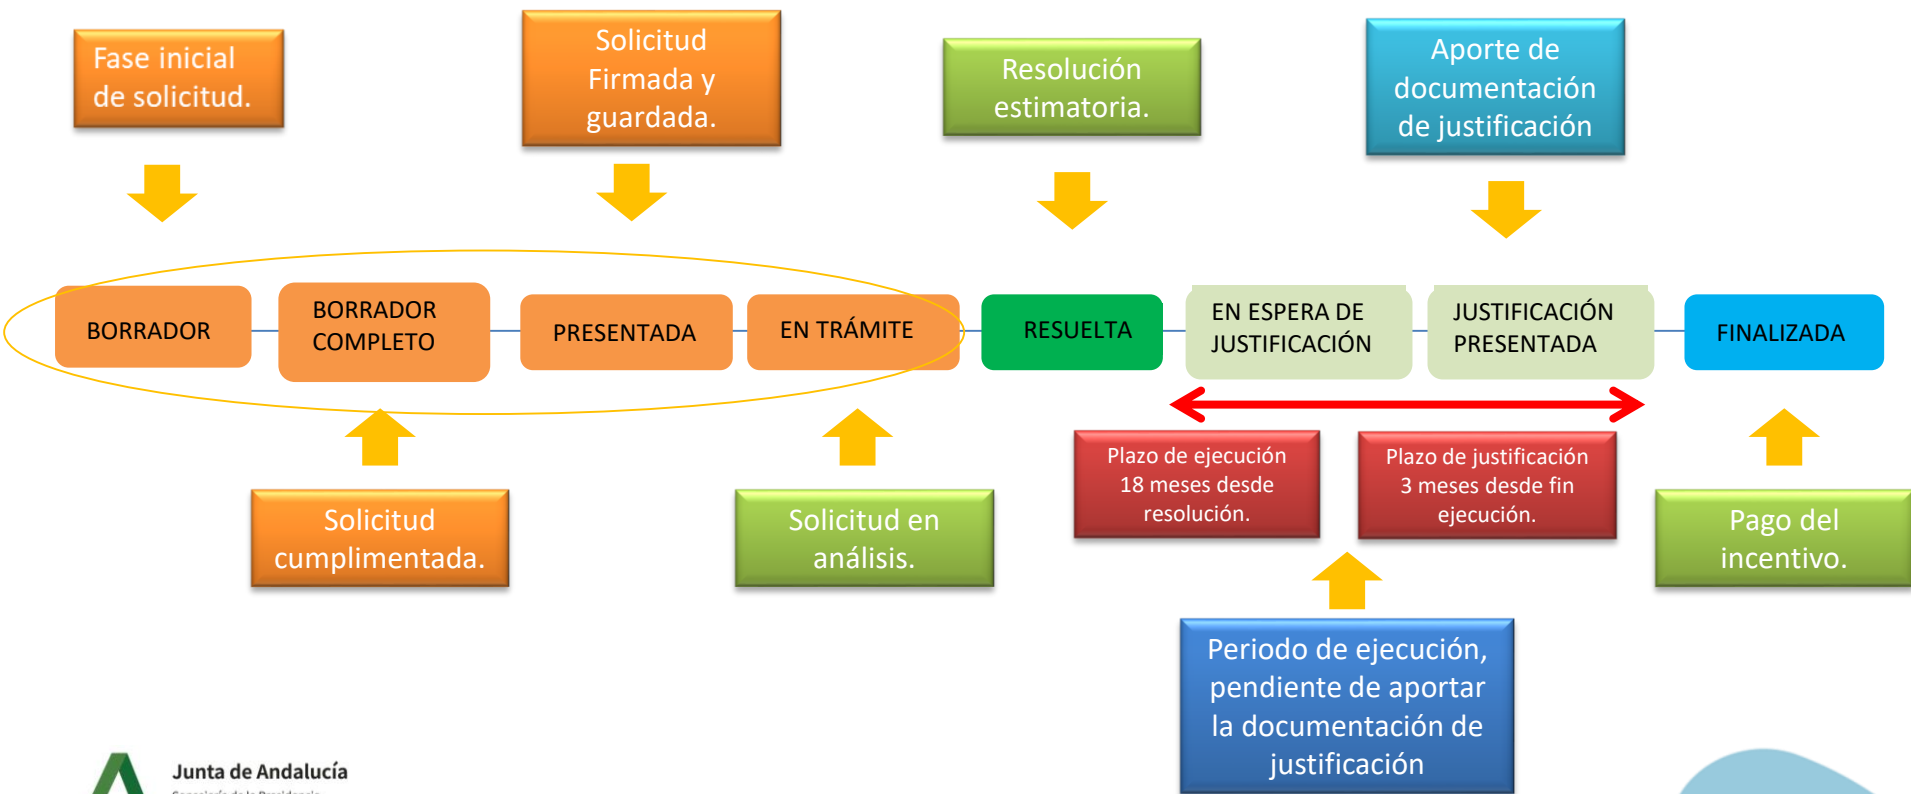 Fase inicial
de solicitud.
Solicitud
Firmada y
guardada.
Resolución
estimatoria.
Aporte de
documentación
de justificación
BORRADOR
BORRADOR
COMPLETO
PRESENTADA
EN TRÁMITE
RESUELTA
EN ESPERA DE
JUSTIFICACIÓN
JUSTIFICACIÓN
PRESENTADA
FINALIZADA
Solicitud
cumplimentada.
Solicitud en
análisis.
Plazo de ejecución
18 meses desde
resolución.
Plazo de justificación
3 meses desde fin
ejecución.
Pago del
incentivo.
Periodo de ejecución,
pendiente de aportar
la documentación de
justificación
Junta de Andalucía